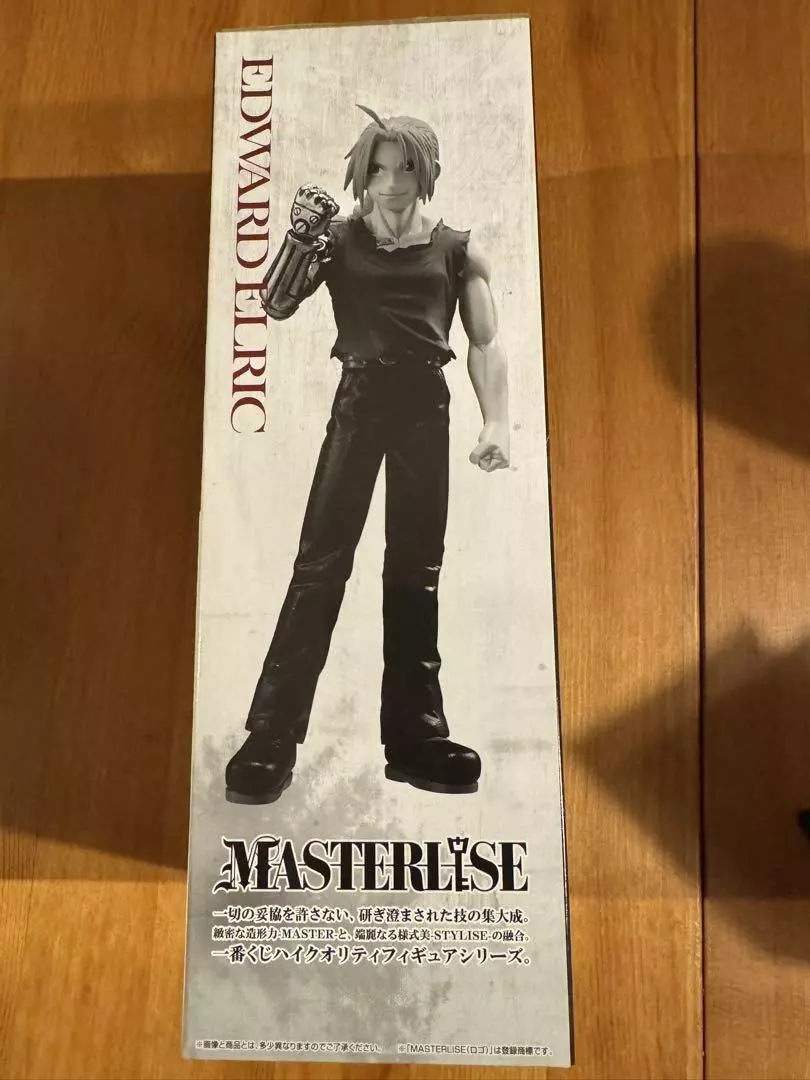 EDWARD ELRIC
MASTERLISE
一切の妥協を許さない、研ぎ澄まされた技の集大成。
緻密な造形力-MASTER-と、端麗なる様式美-STYLISE-の融合。
一番くじハイクオリティフィギュアシリーズ。
※画像と商品とは、多少異なりますのでご了承ください。 ※「MASTERLISE(ロゴ)」は登録商標です。